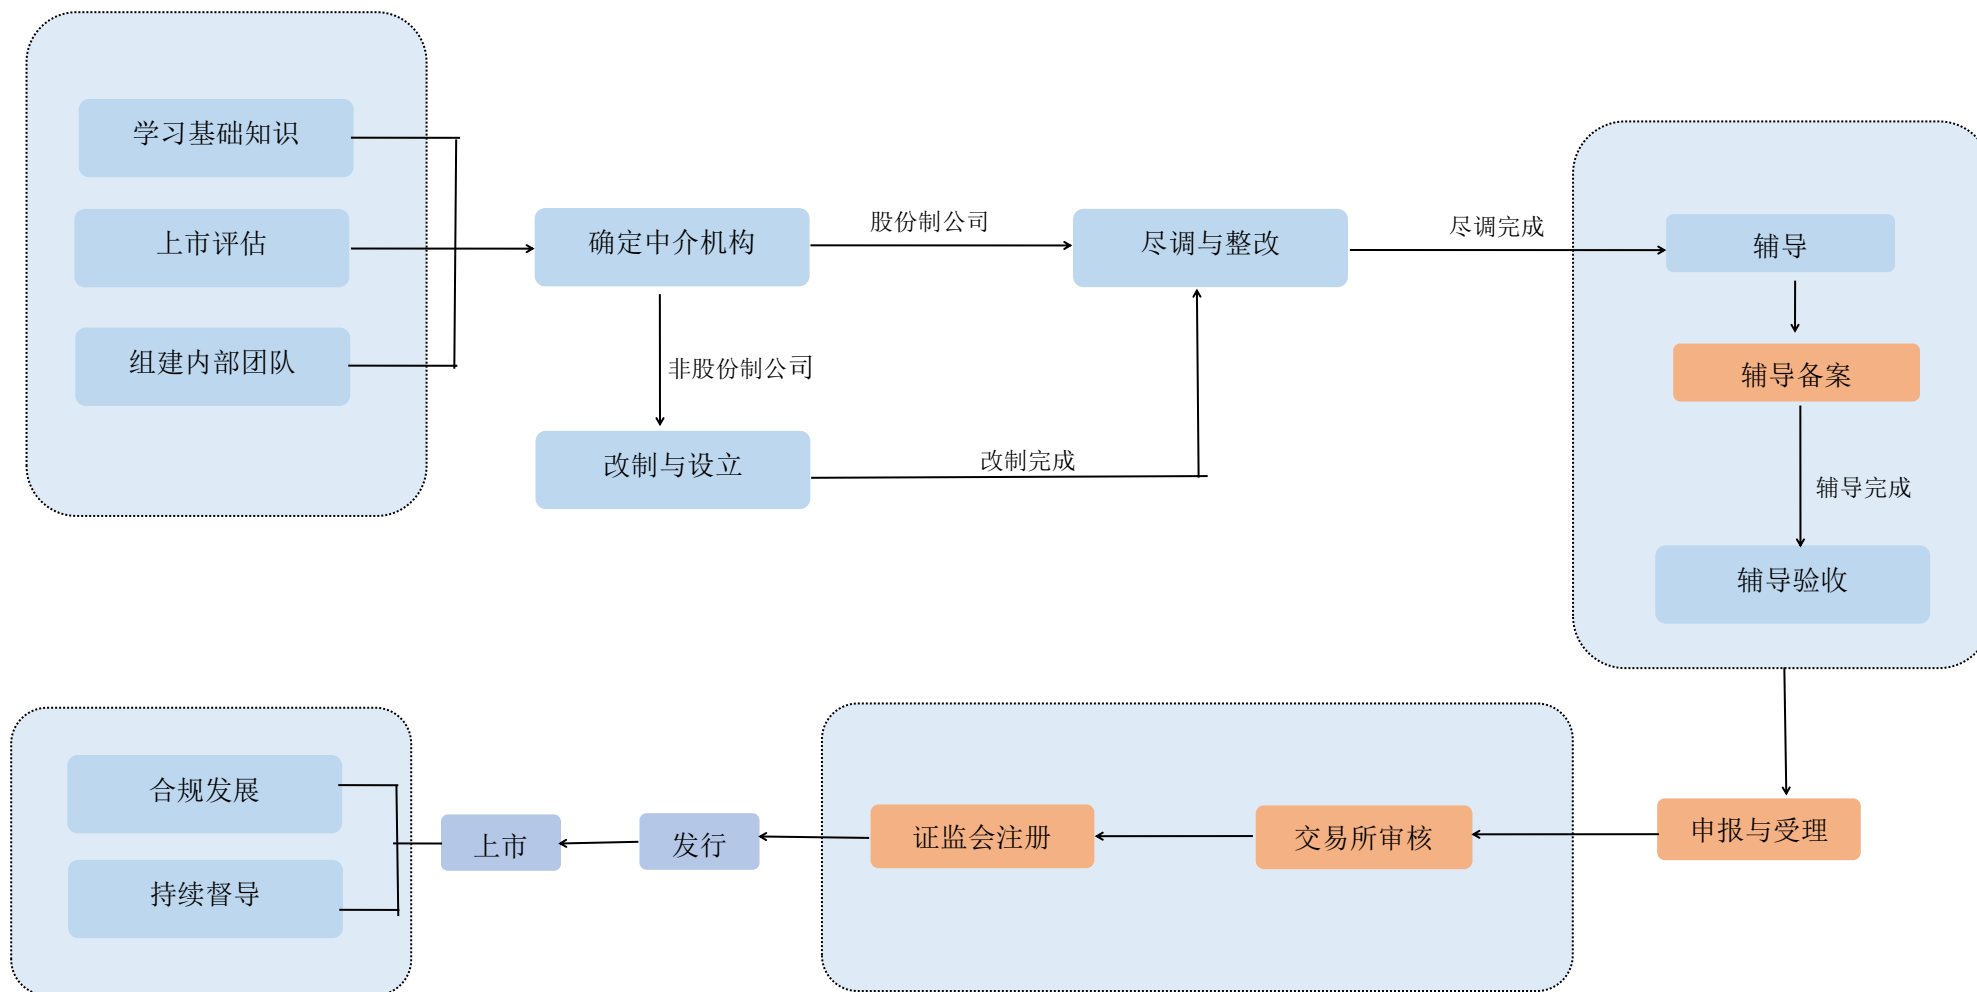 学习基础知识
上市评估
组建内部团队
确定中介机构
股份制公司
非股份制公司
改制与设立
改制完成
尽调与整改
尽调完成
辅导
辅导备案
辅导完成
辅导验收
申报与受理
交易所审核
证监会注册
发行
上市
合规发展
持续督导